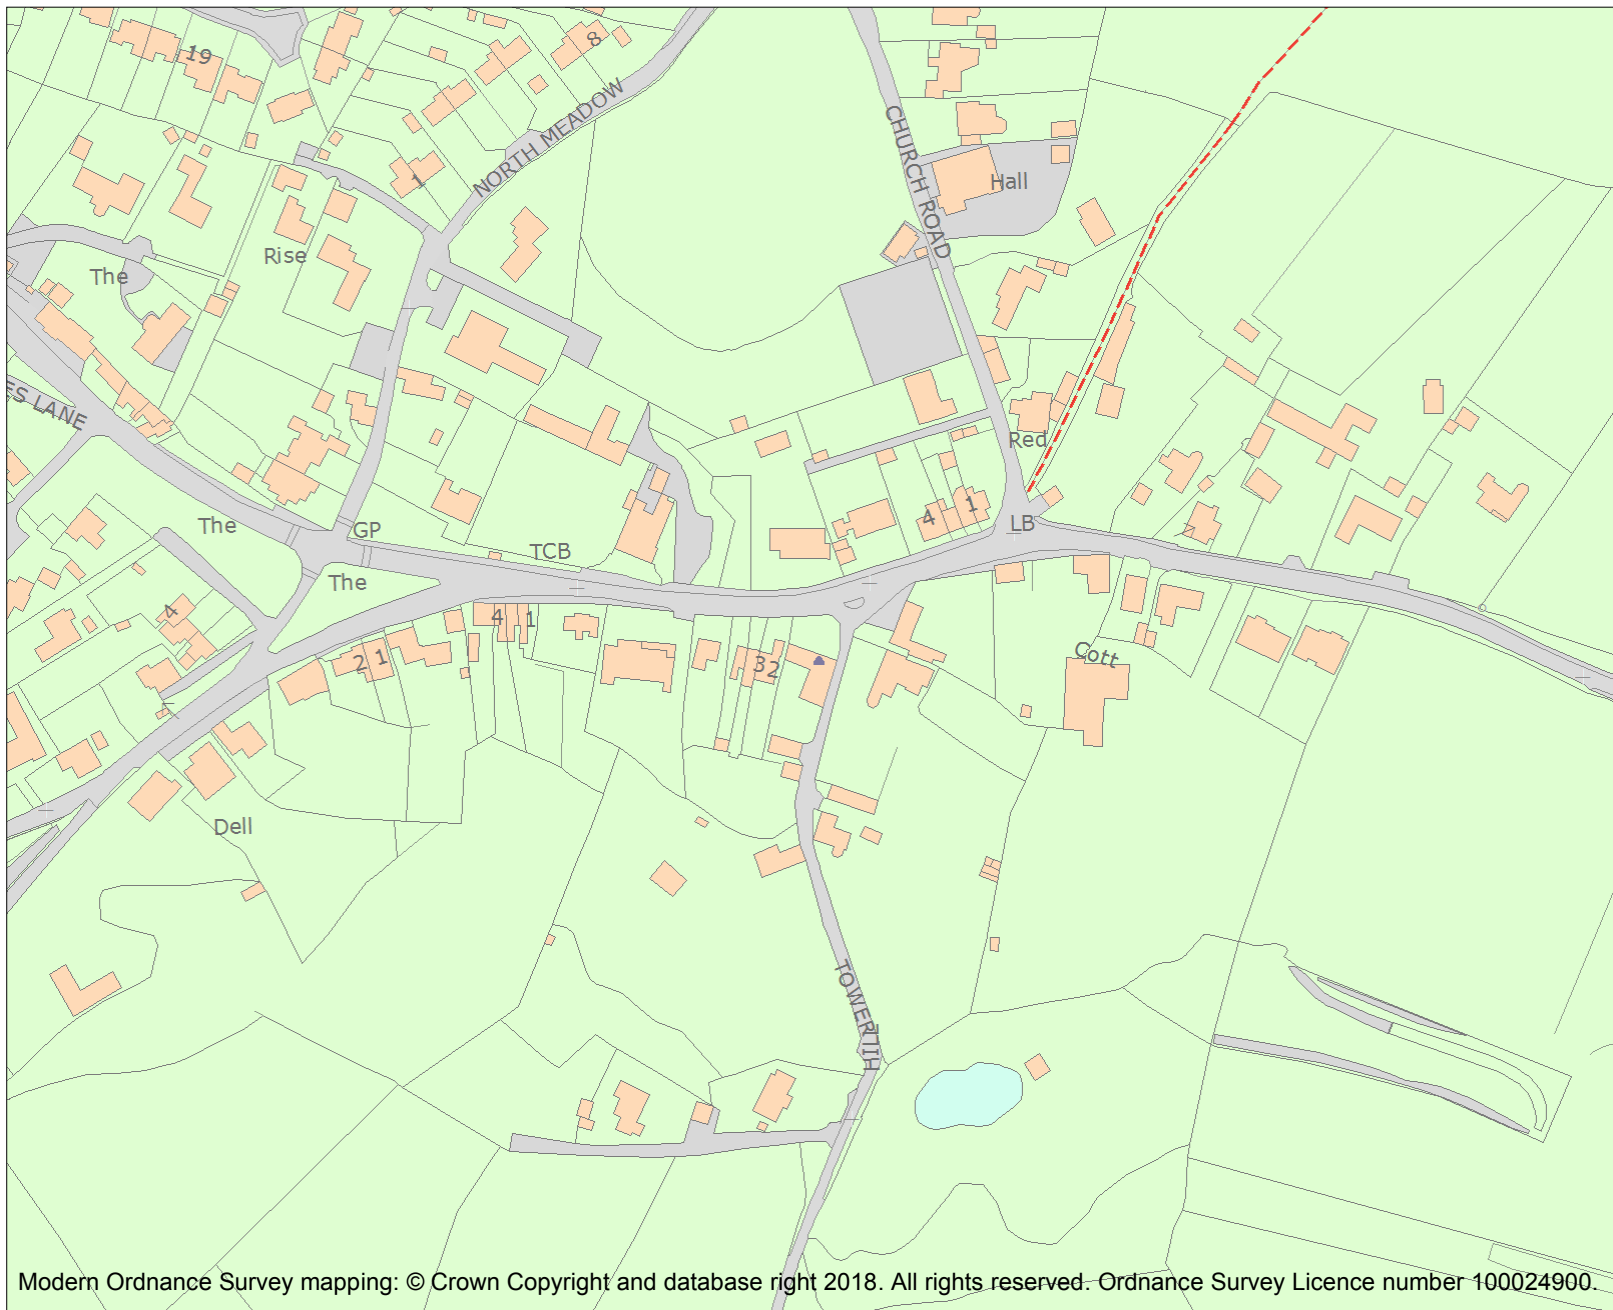 19
8
NORTH MEADOW
1
CHURCH ROAD
Hall
Rise
The
ES LANE
Red
The
GP
TCB
4
1
LB
The
4
4
1
2
1
3
2
Cott
Dell
TOWER HILL
Modern Ordnance Survey mapping: © Crown Copyright and database right 2018. All rights reserved. Ordnance Survey Licence number 100024900.